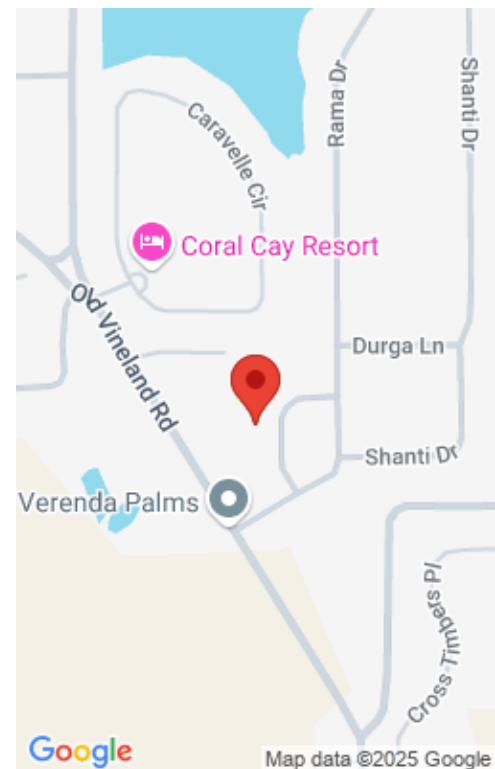 Caravelle Cir
Rama Dr
Shanti Dr
Coral Cay Resort
Old Vineland Rd
Durga Ln
Shanti Dr
Verenda Palms
Cross Timbers Pl
Google
Map data ©2025 Google